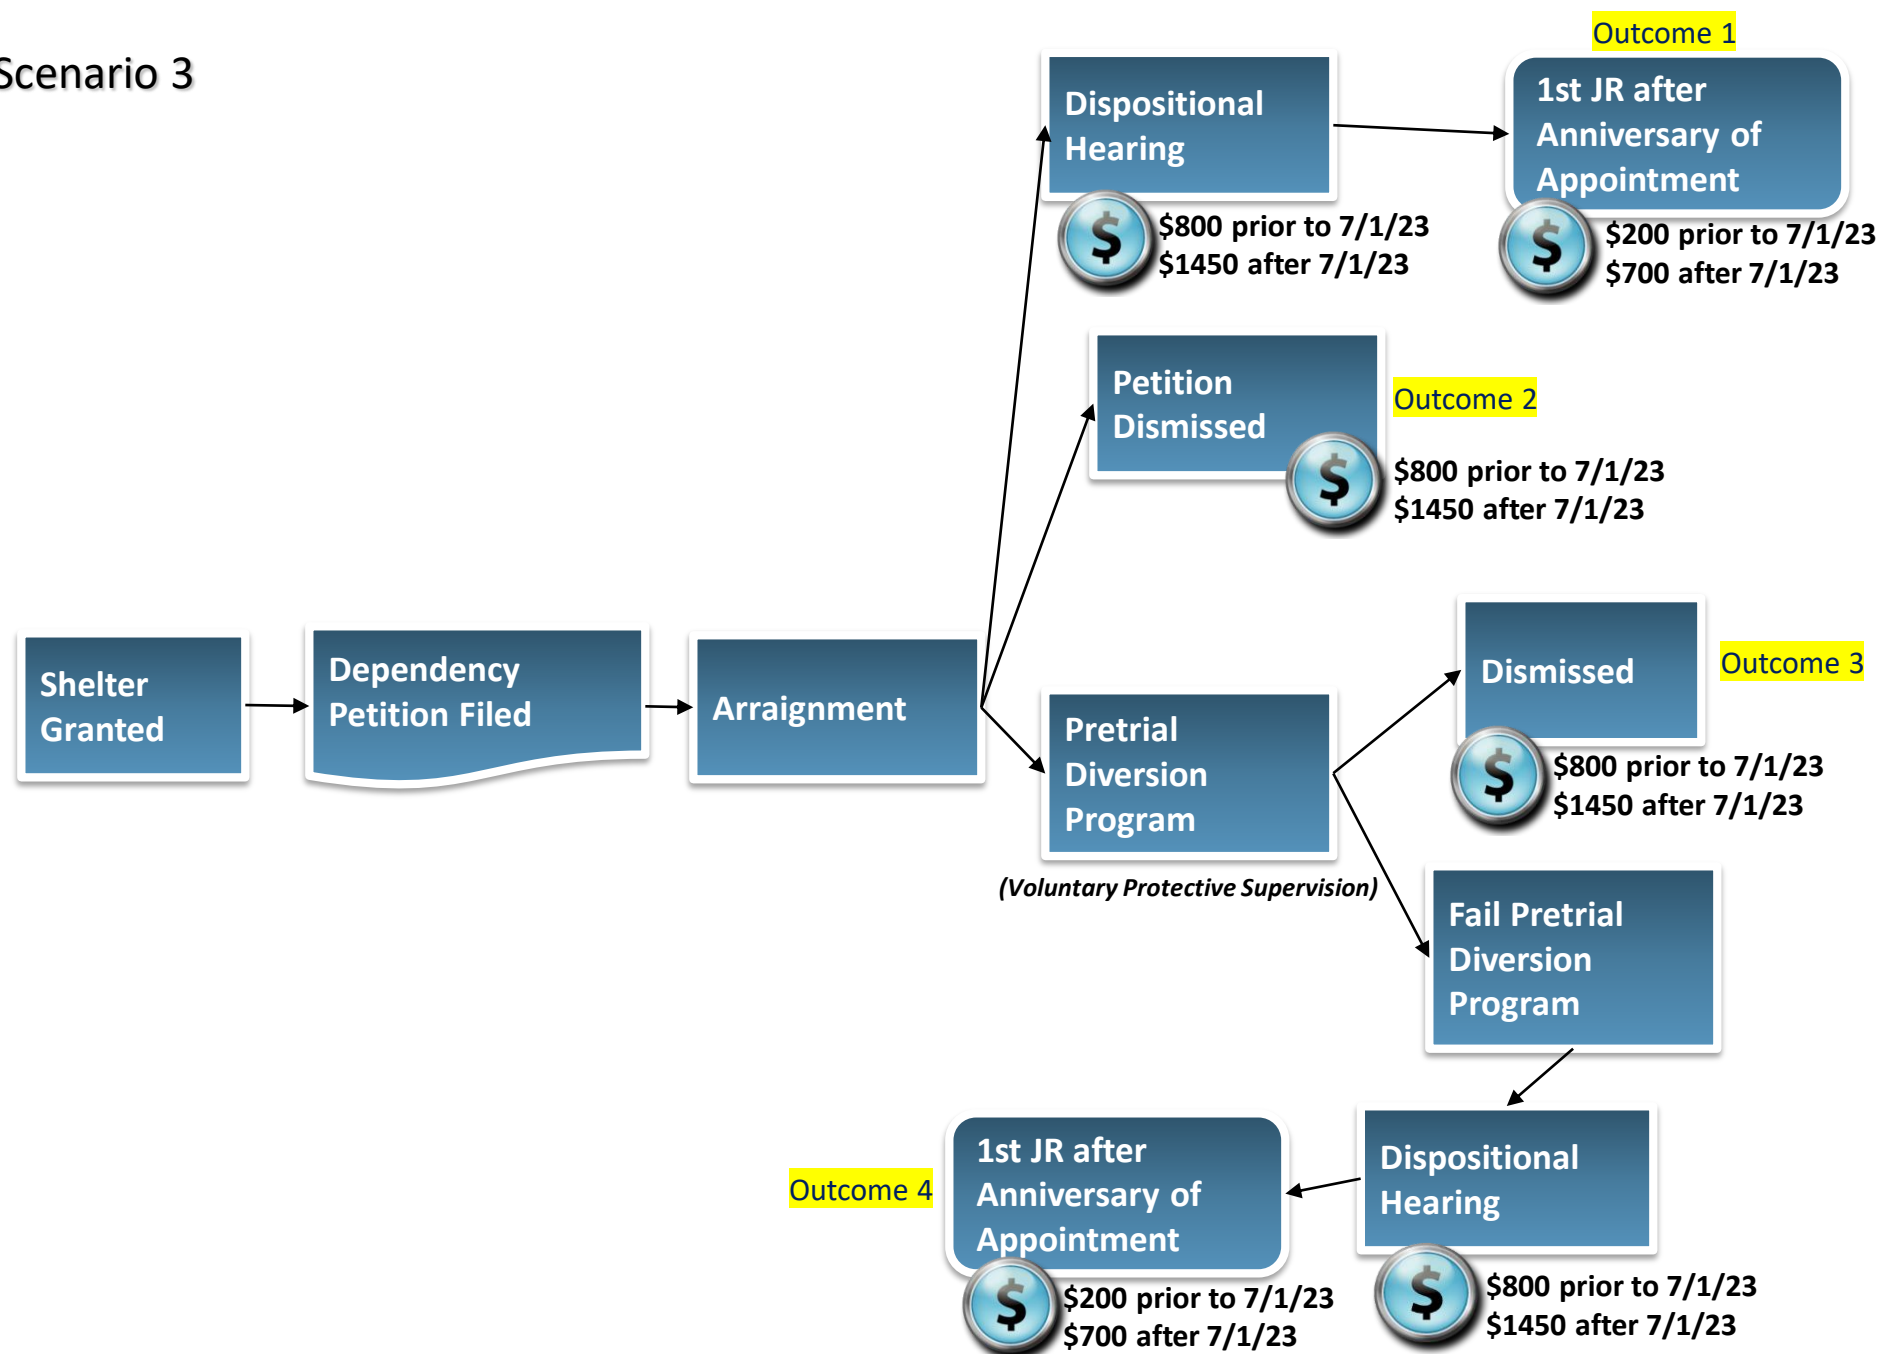 Scenario 3
Outcome 1
Dispositional
Hearing
$800 prior to 7/1/23
$1450 after 7/1/23
1st JR after
Anniversary of
Appointment
$200 prior to 7/1/23
$700 after 7/1/23
Petition
Dismissed
Outcome 2
$800 prior to 7/1/23
$1450 after 7/1/23
Shelter
Granted
Dependency
Petition Filed
Arraignment
Pretrial
Diversion
Program
(Voluntary Protective Supervision)
Dismissed
Outcome 3
$800 prior to 7/1/23
$1450 after 7/1/23
Fail Pretrial
Diversion
Program
Dispositional
Hearing
$800 prior to 7/1/23
$1450 after 7/1/23
Outcome 4
1st JR after
Anniversary of
Appointment
$200 prior to 7/1/23
$700 after 7/1/23